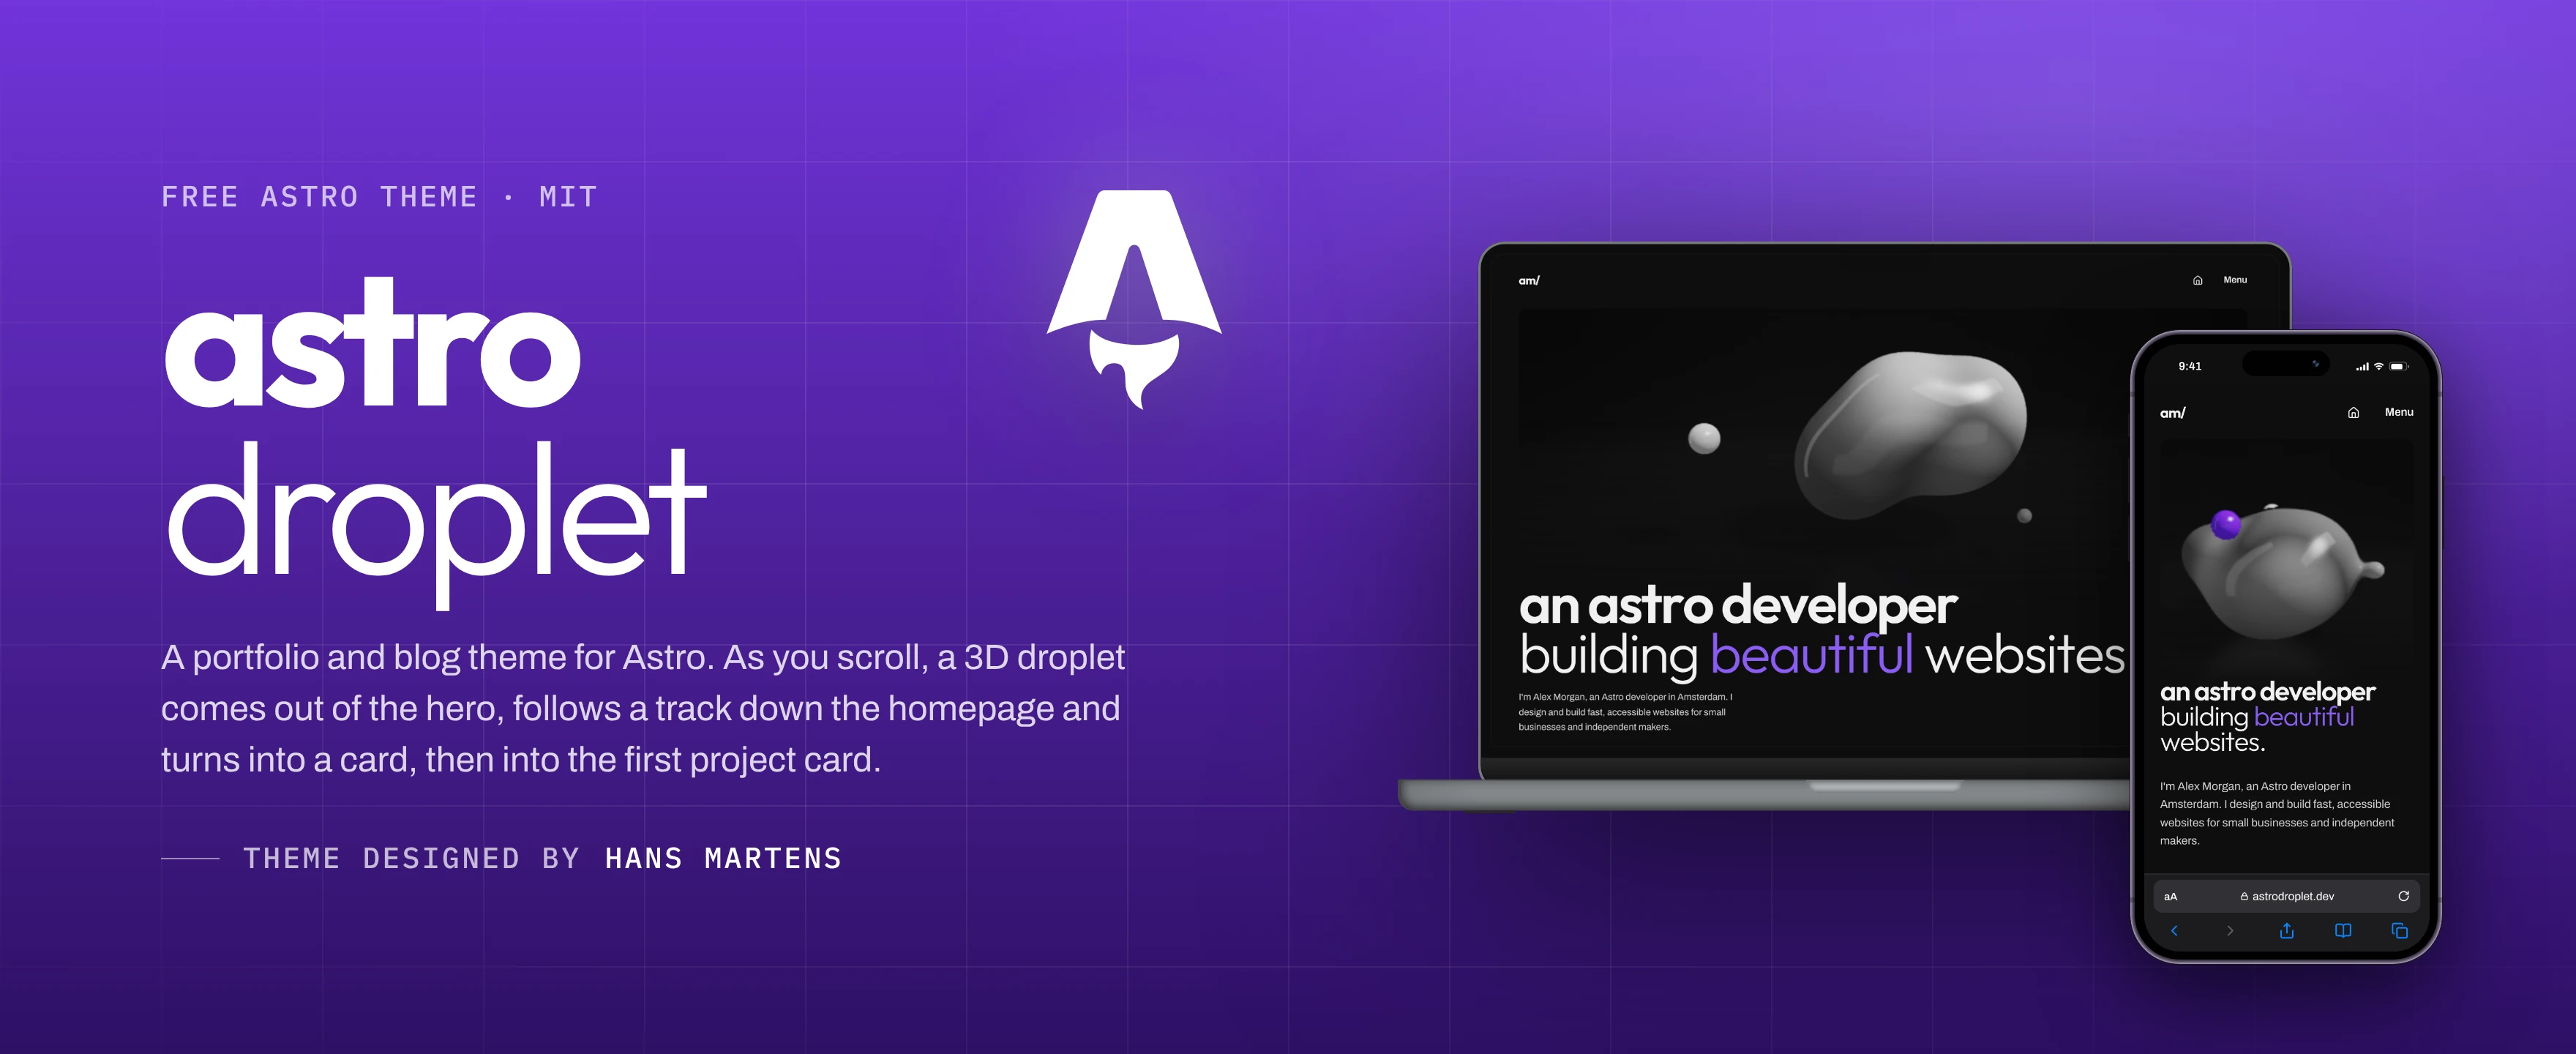 FREE ASTRO THEME · MIT
astro
droplet
A portfolio and blog theme for Astro. As you scroll, a 3D droplet
comes out of the hero, follows a track down the homepage and
turns into a card, then into the first project card.
THEME DESIGNED BY HANS MARTENS
am/
Menu
an astro developer
building beautiful websites
I'm Alex Morgan, an Astro developer in Amsterdam. I
design and build fast, accessible websites for small
businesses and independent makers.
9:41
am/
Menu
an astro developer
building beautiful
websites.
I'm Alex Morgan, an Astro developer in
Amsterdam. I design and build fast, accessible
websites for small businesses and independent
makers.
aA
astrodroplet.dev